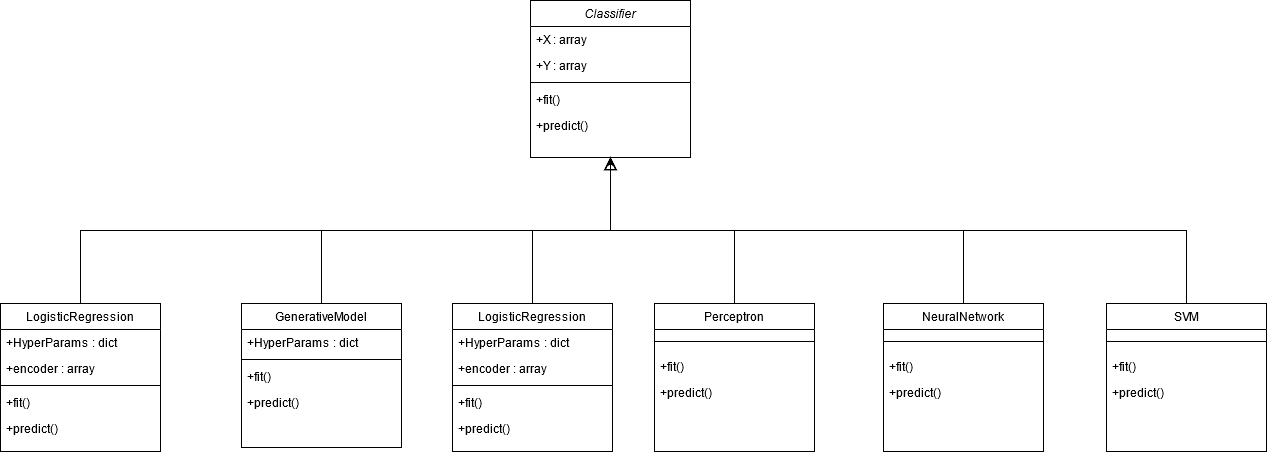 Classifier
+X : array
+Y : array
+fit()
+predict()
LogisticRegression
+HyperParams : dict
+encoder : array
+fit()
+predict()
GenerativeModel
+HyperParams : dict
+fit()
+predict()
LogisticRegression
+HyperParams : dict
+encoder : array
+fit()
+predict()
Perceptron
+fit()
+predict()
NeuralNetwork
+fit()
+predict()
SVM
+fit()
+predict()